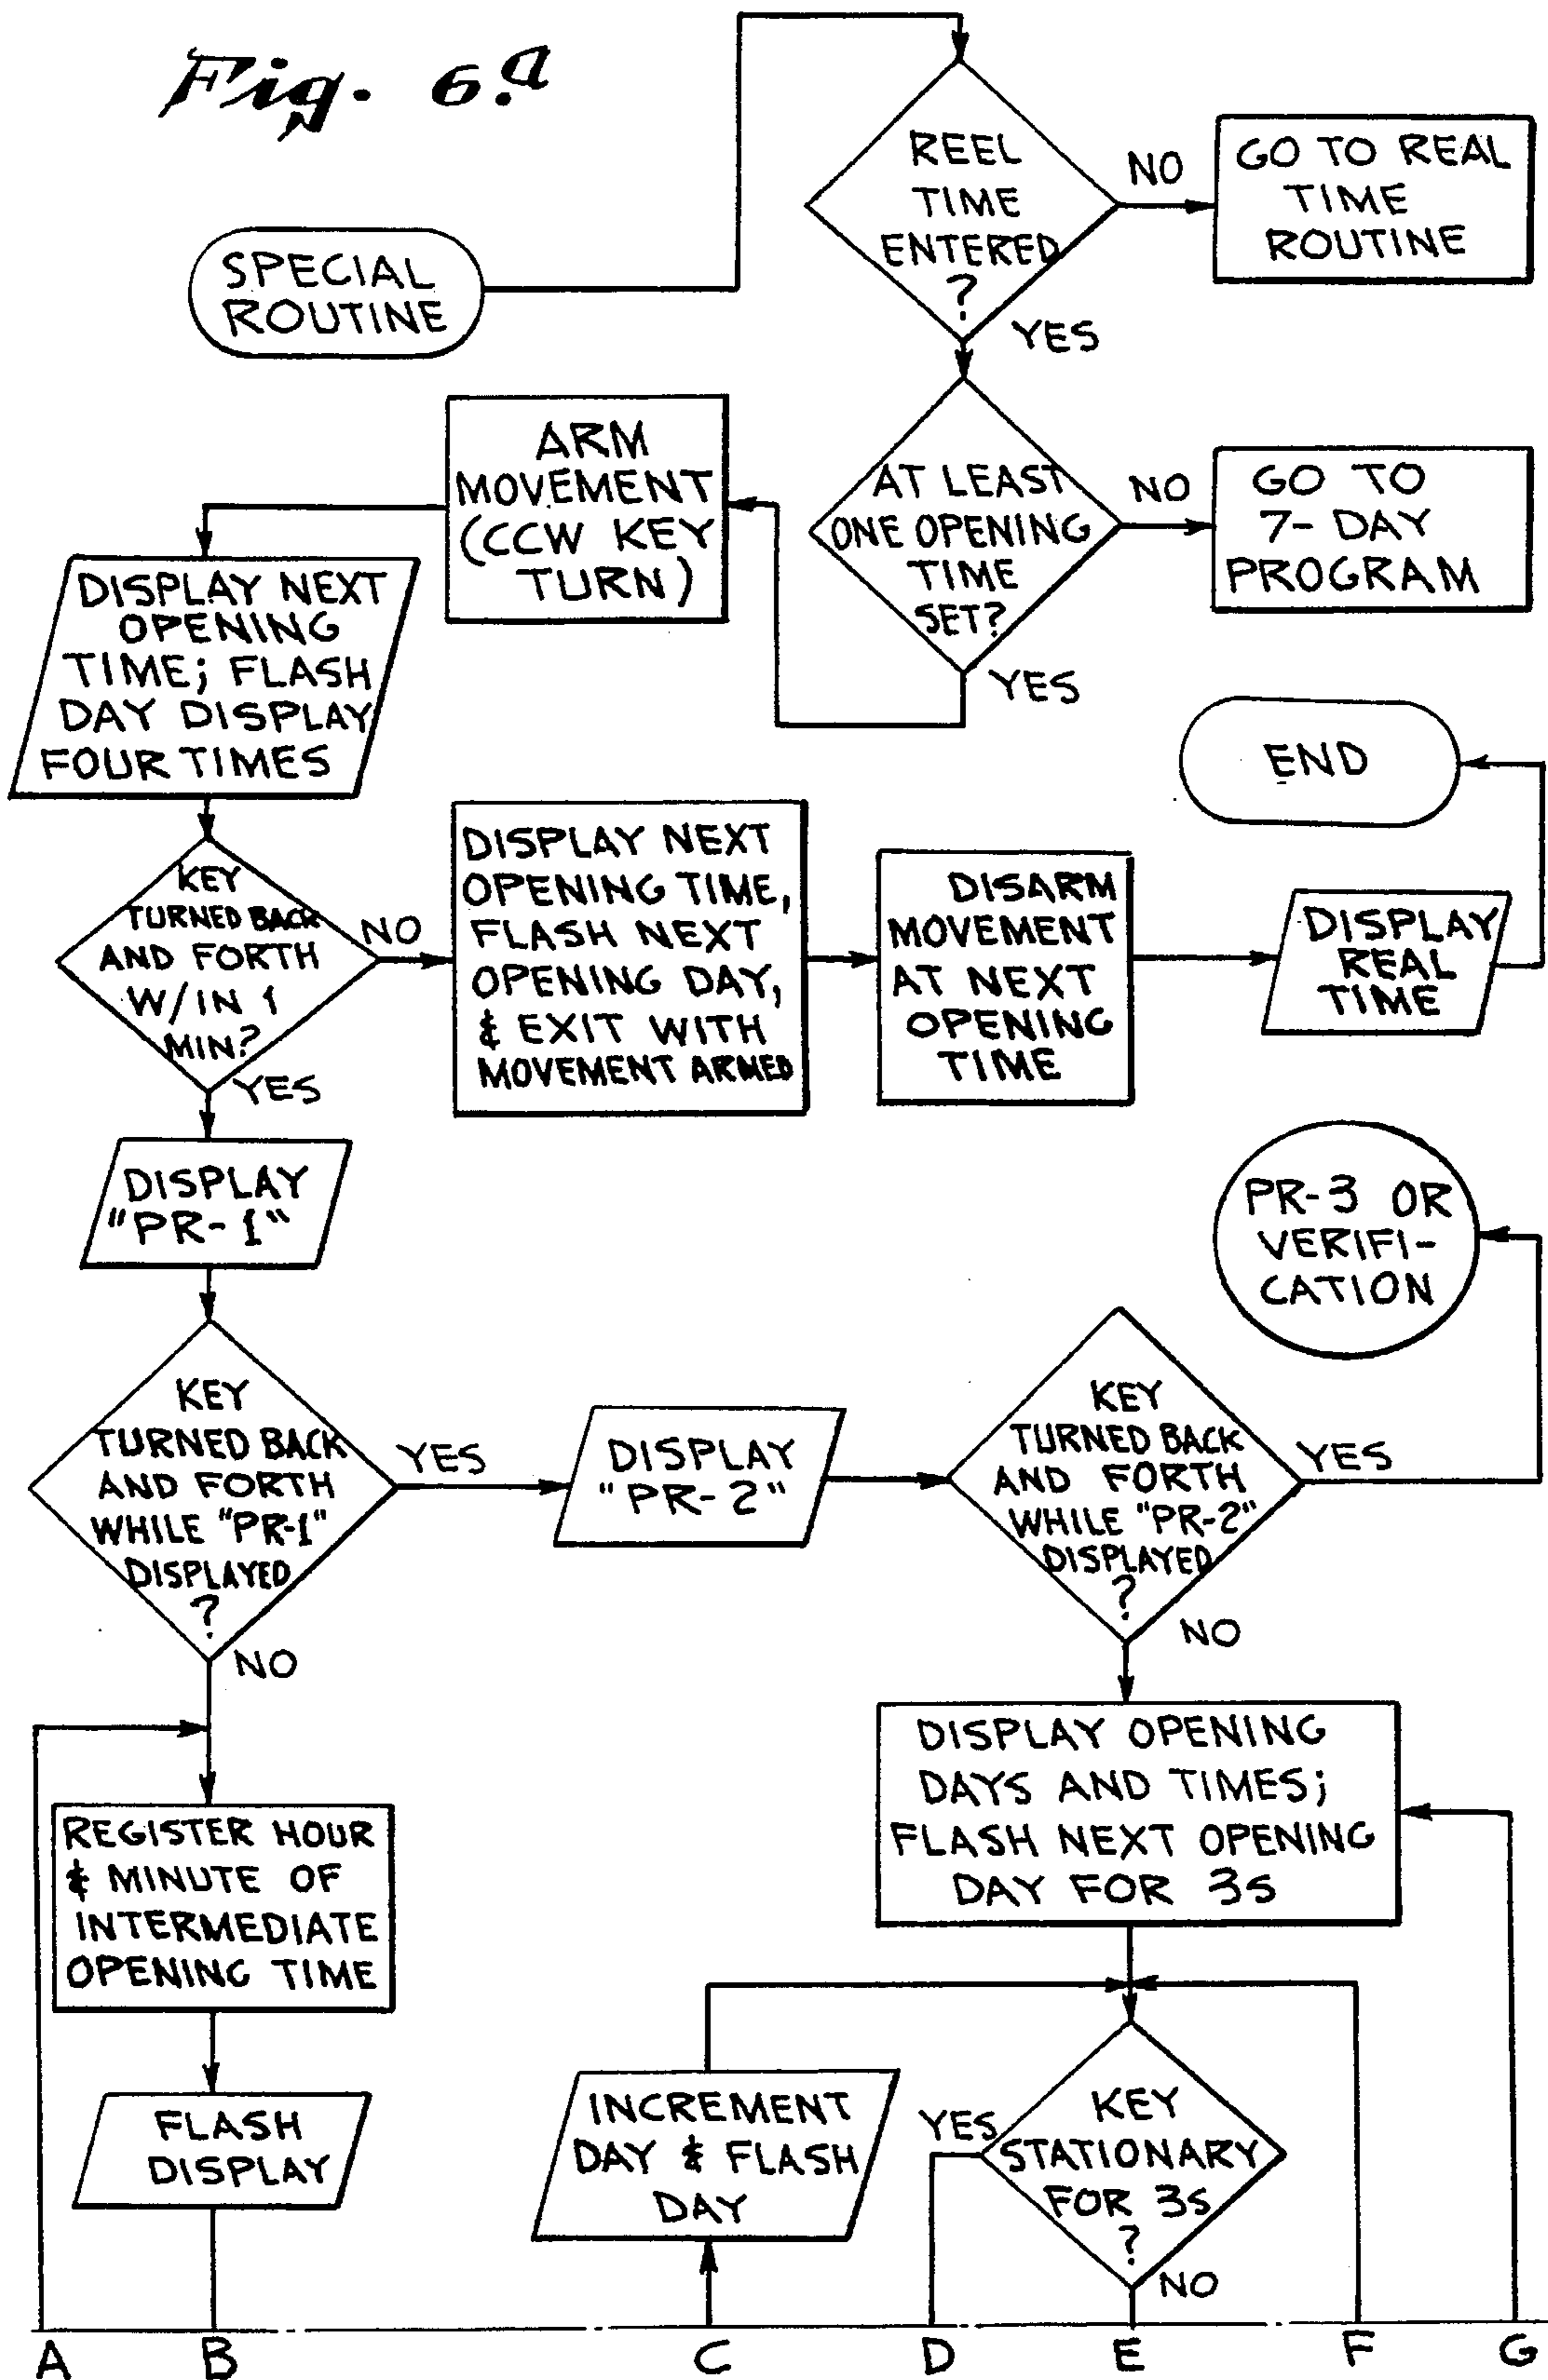 Fig. 6.a
REEL
TIME
ENTERED
?
NO
GO TO REAL
TIME
ROUTINE
SPECIAL
ROUTINE
YES
ARM
MOVEMENT
(CCW KEY
TURN)
AT LEAST
ONE OPENING
TIME
SET?
NO
GO TO
7-DAY
PROGRAM
YES
DISPLAY NEXT
OPENING
TIME; FLASH
DAY DISPLAY
FOUR TIMES
END
KEY
TURNED BACK
AND FORTH
W/IN 1
MIN?
NO
DISPLAY NEXT
OPENING TIME,
FLASH NEXT
OPENING DAY,
& EXIT WITH
MOVEMENT ARMED
DISARM
MOVEMENT
AT NEXT
OPENING
TIME
DISPLAY
REAL
TIME
YES
DISPLAY
"PR-1"
PR-3 OR
VERIFI-
CATION
KEY
TURNED BACK
AND FORTH
WHILE "PR-1"
DISPLAYED
?
YES
DISPLAY
"PR-2"
KEY
TURNED BACK
AND FORTH
WHILE "PR-2"
DISPLAYED
?
YES
NO
NO
REGISTER HOUR
& MINUTE OF
INTERMEDIATE
OPENING TIME
DISPLAY OPENING
DAYS AND TIMES;
FLASH NEXT OPENING
DAY FOR 3S
FLASH
DISPLAY
INCREMENT
DAY & FLASH
DAY
YES
KEY
STATIONARY
FOR 3S
?
NO
A B C D E F G